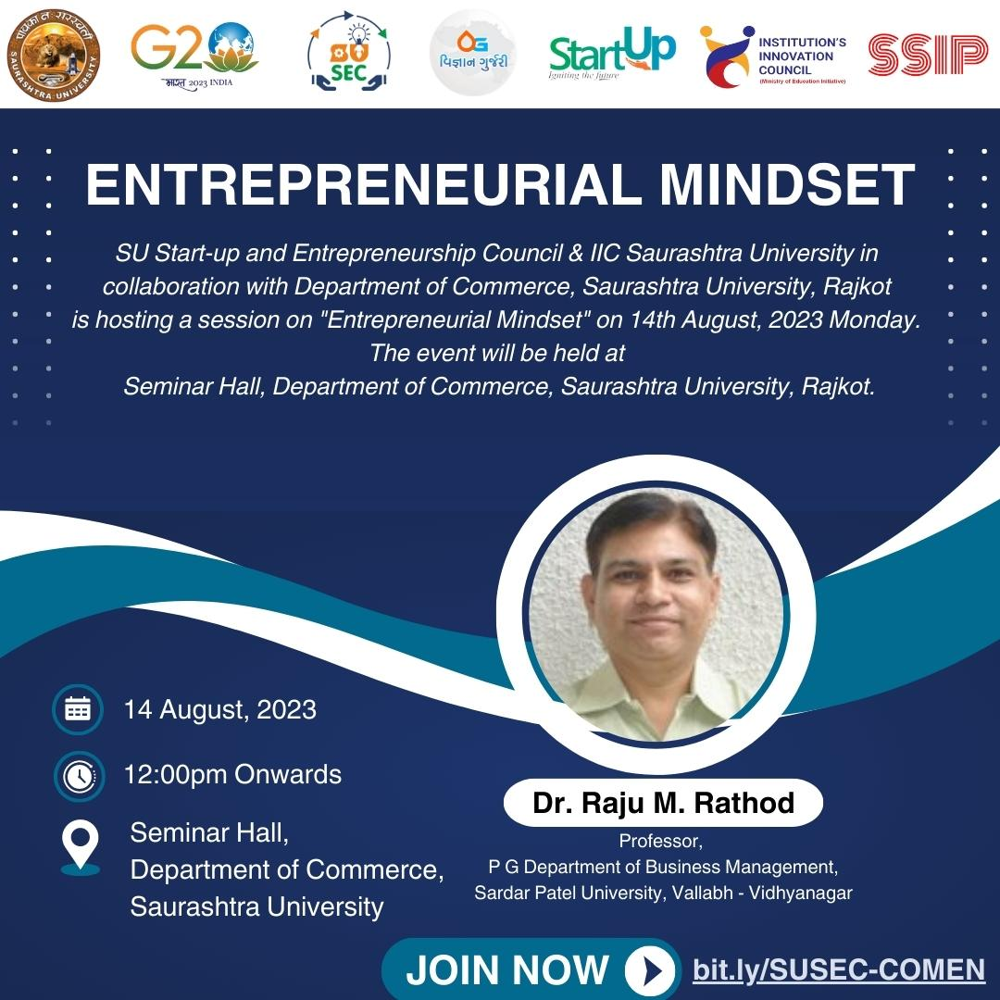 સૌરાષ્ટ્ર
SAURASHTRA UNIVERSITY
G20
भारत 2023 INDIA
SEC
વિજ્ઞાન ગુર્જરી
StartUp
Igniting the future
INSTITUTION'S
INNOVATION
COUNCIL
(Ministry of Education Initiative)
SSIP
ENTREPRENEURIAL MINDSET
SU Start-up and Entrepreneurship Council & IIC Saurashtra University in
collaboration with Department of Commerce, Saurashtra University, Rajkot
is hosting a session on "Entrepreneurial Mindset" on 14th August, 2023 Monday.
The event will be held at
Seminar Hall, Department of Commerce, Saurashtra University, Rajkot.
14 August, 2023
12:00pm Onwards
Seminar Hall,
Department of Commerce,
Saurashtra University
Dr. Raju M. Rathod
Professor,
P G Department of Business Management,
Sardar Patel University, Vallabh - Vidhyanagar
JOIN NOW
bit.ly/SUSEC-COMEN